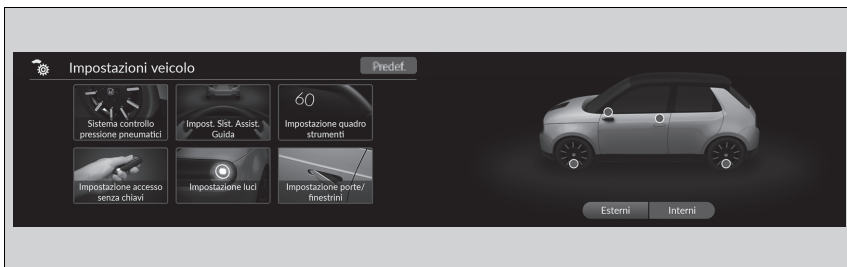 Impostazioni veicolo
Predef.
Sistema controllo
pressione pneumatici
Impost. Sist. Assist.
Guida
60
Impostazione quadro
strumenti
Impostazione accesso
senza chiavi
Impostazione luci
Impostazione porte/
finestrini
Esterni
Interni